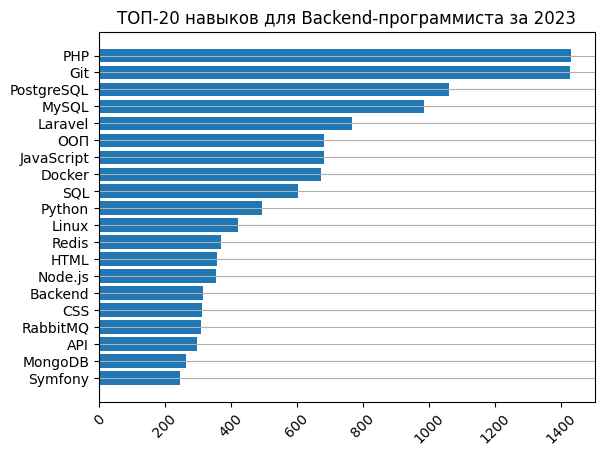 ТОП-20 навыков для Backend-программиста за 2023
PHP
Git
PostgreSQL
MySQL
Laravel
ООП
JavaScript
Docker
SQL
Python
Linux
Redis
HTML
Node.js
Backend
CSS
RabbitMQ
API
MongoDB
Symfony
0
200
400
600
800
1000
1200
1400